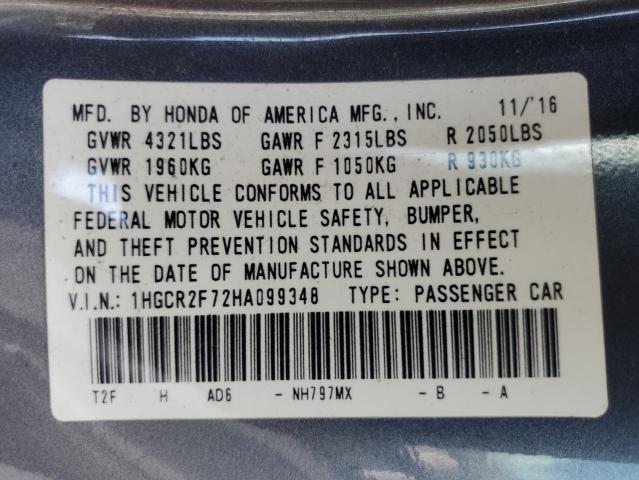 MFD. BY HONDA OF AMERICA MFG., INC. 11/'16
GVWR 4321LBS GAWR F 2315LBS R 2050LBS
GVWR 1960KG GAWR F 1050KG R 930KG
THIS VEHICLE CONFORMS TO ALL APPLICABLE
FEDERAL MOTOR VEHICLE SAFETY, BUMPER,
AND THEFT PREVENTION STANDARDS IN EFFECT
ON THE DATE OF MANUFACTURE SHOWN ABOVE.
V.I.N.: 1HGCR2F72HA099348 TYPE: PASSENGER CAR
T2F H AD6 - NH797MX - B - A